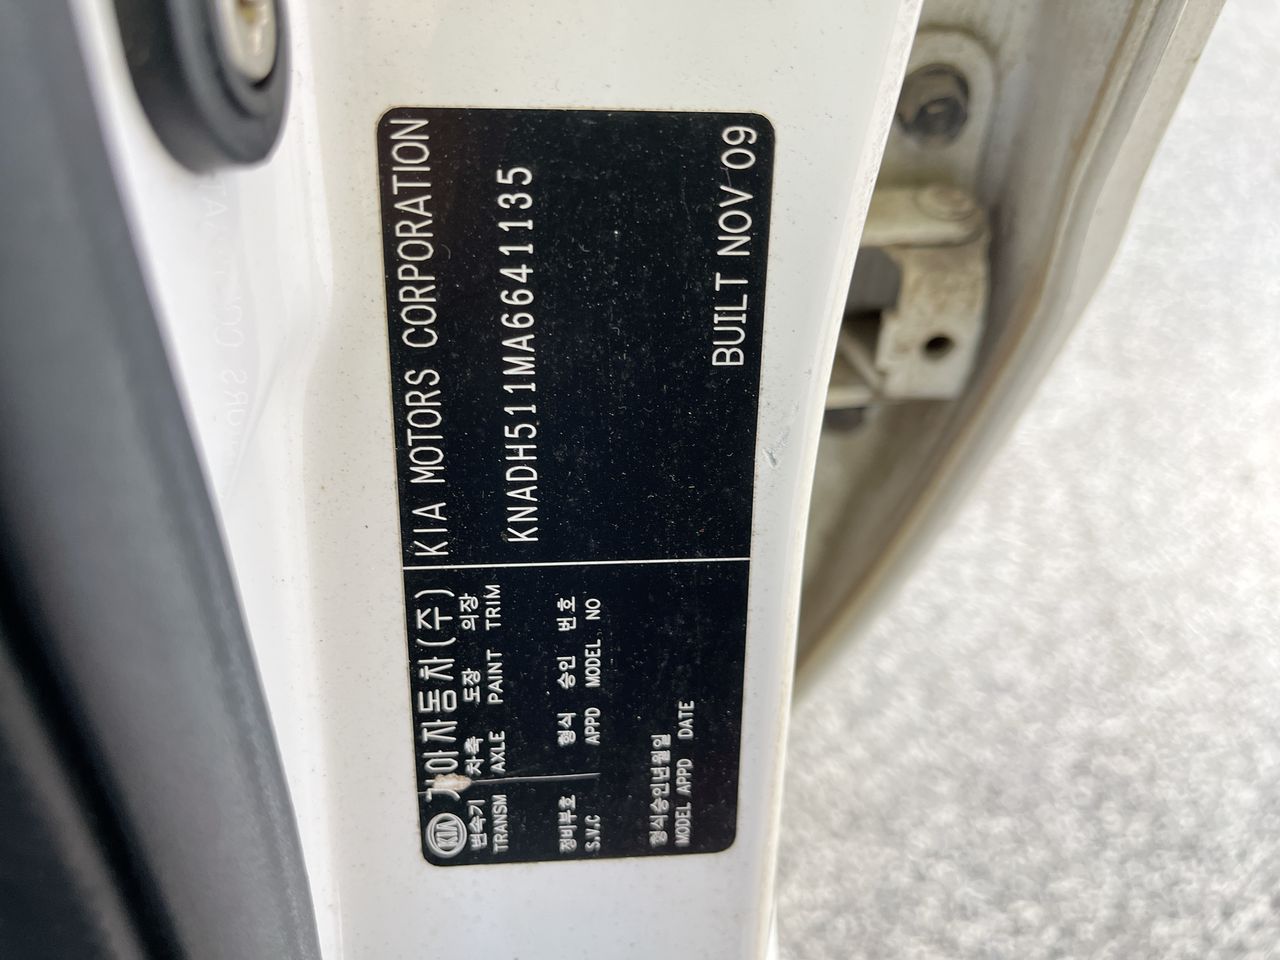 KIA 기아자동차(주) KIA MOTORS CORPORATION
변속기 차축 도장 의장
TRANSM AXLE PAINT TRIM
KNADH511MA6641135
정비부호 형식 승인 번호
S.V.C APPD MODEL NO
형식승인년월일
MODEL APPD DATE
BUILT NOV 09